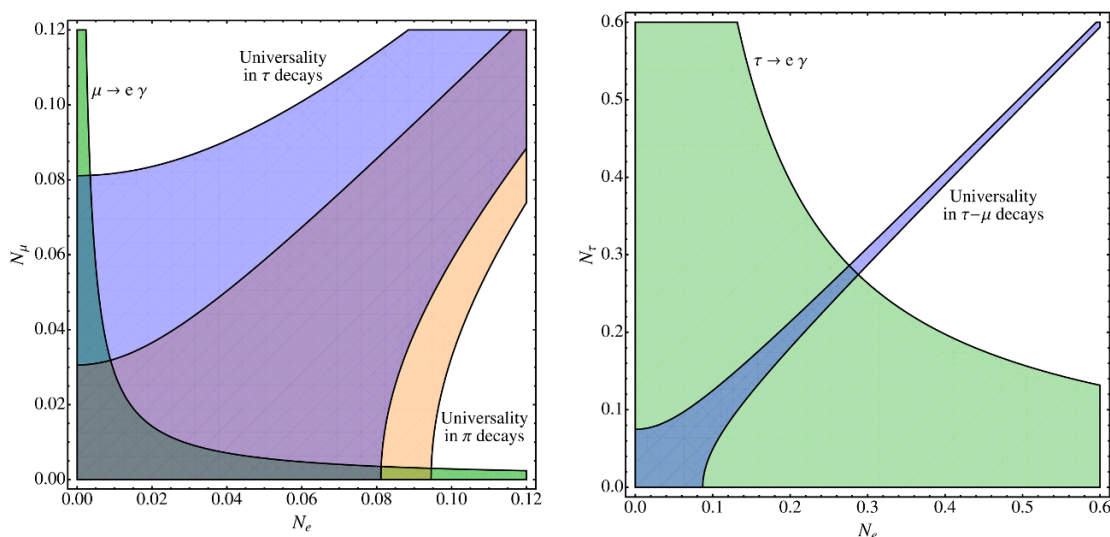 0.12
0.10
0.08
0.06
0.04
0.02
0.00
N_μ
μ → e γ
Universality
in τ decays
Universality
in π decays
0.00 0.02 0.04 0.06 0.08 0.10 0.12
N_e
0.6
0.5
0.4
0.3
0.2
0.1
0.0
N_τ
τ → e γ
Universality
in τ−μ decays
0.0 0.1 0.2 0.3 0.4 0.5 0.6
N_e